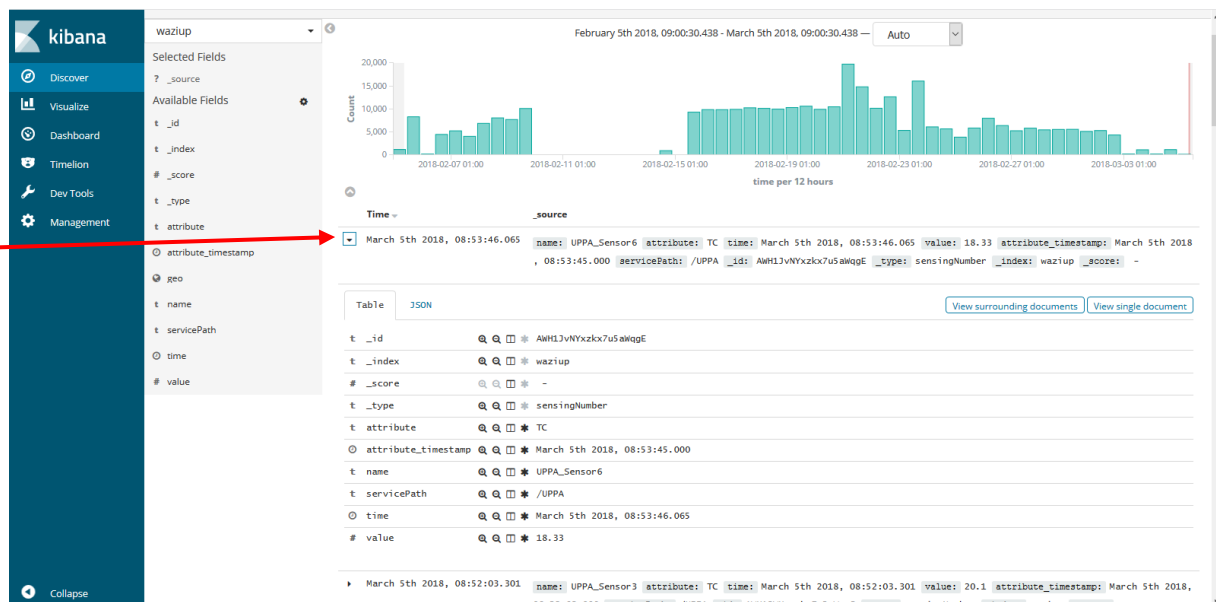 kibana
Discover
Visualize
Dashboard
Timelion
Dev Tools
Management
Collapse
waziup
Selected Fields
? _source
Available Fields
t _id
t _index
# _score
t _type
t attribute
attribute_timestamp
geo
t name
t servicePath
time
# value
February 5th 2018, 09:00:30.438 - March 5th 2018, 09:00:30.438 — Auto
Count
20,000
15,000
10,000
5,000
0
2018-02-07 01:00 2018-02-11 01:00 2018-02-15 01:00 2018-02-19 01:00 2018-02-23 01:00 2018-02-27 01:00 2018-03-03 01:00
time per 12 hours
Time _source
March 5th 2018, 08:53:46.065 name: UPPA_Sensor6 attribute: TC time: March 5th 2018, 08:53:46.065 value: 18.33 attribute_timestamp: March 5th 2018
, 08:53:45.000 servicePath: /UPPA _id: AWH1JvNYxzkx7u5aWqgE _type: sensingNumber _index: waziup _score: -
Table JSON View surrounding documents View single document
t _id AWH1JvNYxzkx7u5aWqgE
t _index waziup
# _score -
t _type sensingNumber
t attribute TC
attribute_timestamp March 5th 2018, 08:53:45.000
t name UPPA_Sensor6
t servicePath /UPPA
time March 5th 2018, 08:53:46.065
# value 18.33
March 5th 2018, 08:52:03.301 name: UPPA_Sensor3 attribute: TC time: March 5th 2018, 08:52:03.301 value: 20.1 attribute_timestamp: March 5th 2018,